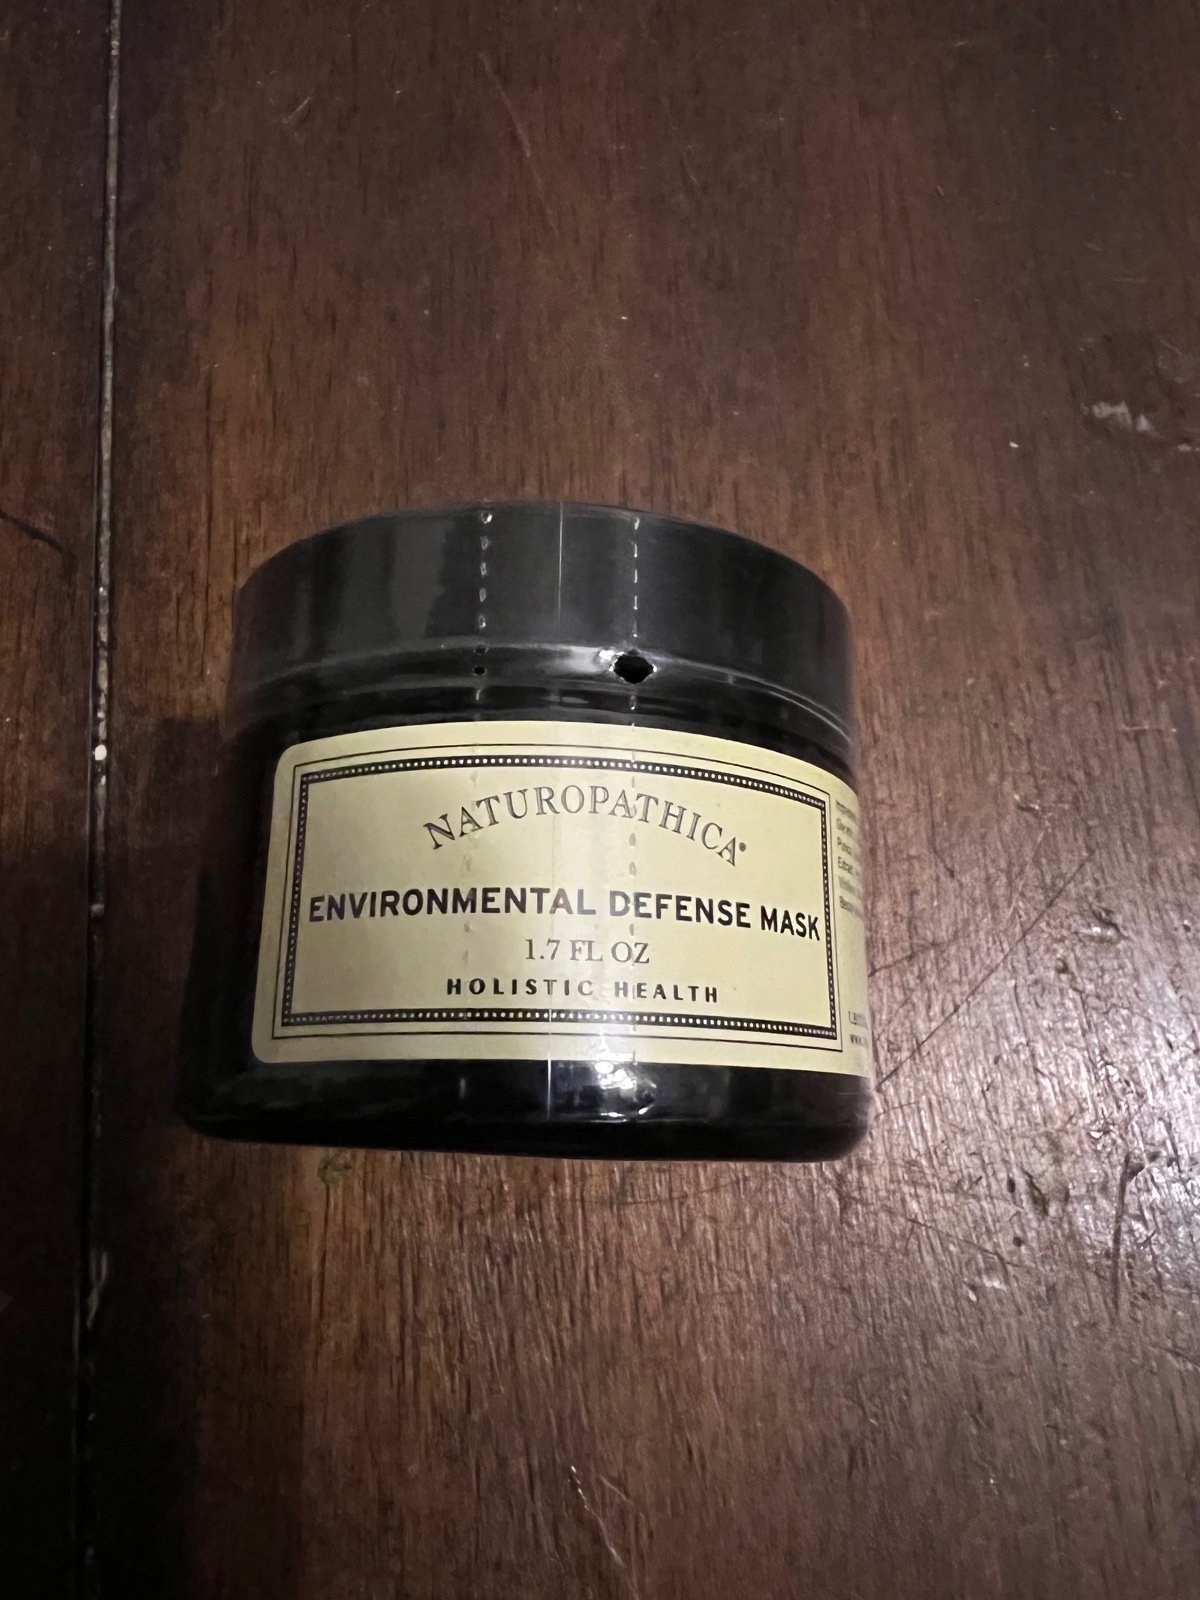 NATUROPATHICA®
ENVIRONMENTAL DEFENSE MASK
1.7 FL OZ
HOLISTIC HEALTH